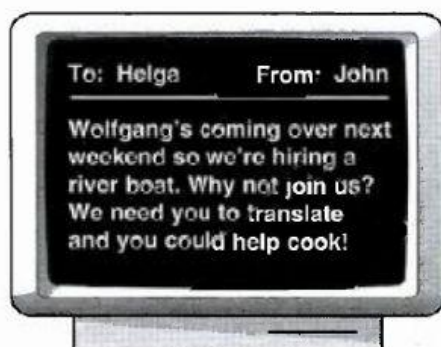 To: Helga From: John
Wolfgang's coming over next
weekend so we're hiring a
river boat. Why not join us?
We need you to translate
and you could help cook!